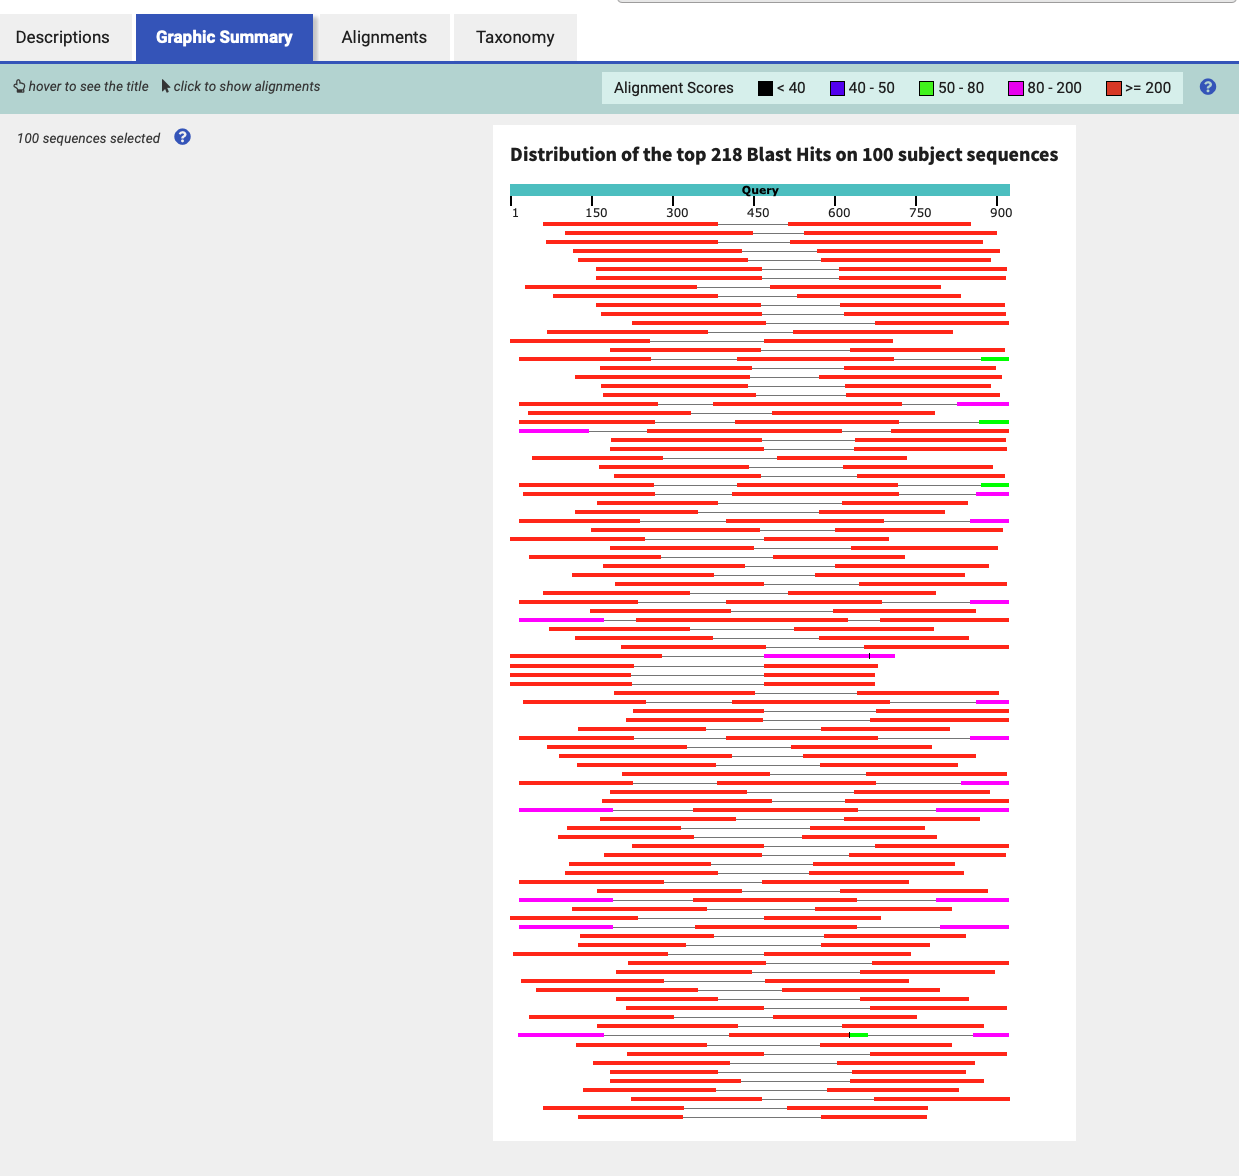 Descriptions
Graphic Summary
Alignments
Taxonomy
hover to see the title click to show alignments
Alignment Scores < 40 40 - 50 50 - 80 80 - 200 >= 200 ?
100 sequences selected ?
Distribution of the top 218 Blast Hits on 100 subject sequences
Query
1 150 300 450 600 750 900